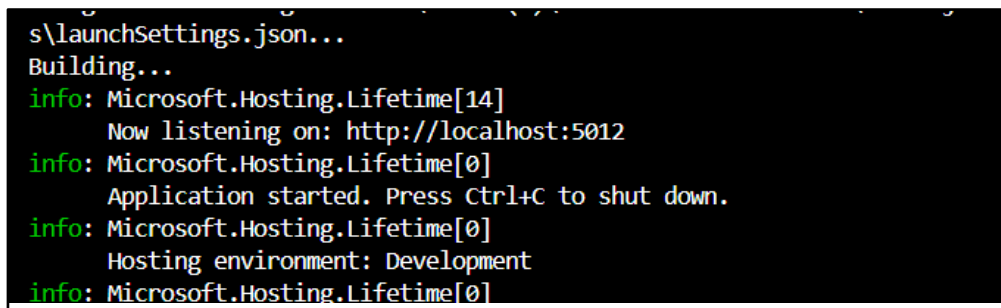 s\launchSettings.json...
Building...
info: Microsoft.Hosting.Lifetime[14]
Now listening on: http://localhost:5012
info: Microsoft.Hosting.Lifetime[0]
Application started. Press Ctrl+C to shut down.
info: Microsoft.Hosting.Lifetime[0]
Hosting environment: Development
info: Microsoft.Hosting.Lifetime[0]